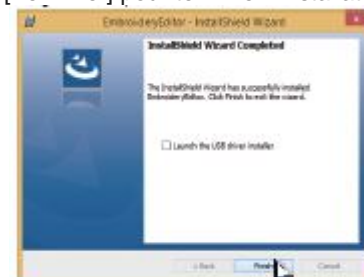 EmbroideryEditor - InstallShield Wizard
InstallShield Wizard Completed
The InstallShield Wizard has successfully installed
EmbroideryEditor. Click Finish to exit the wizard.
Launch the USB driver installer.
< Back Finish Cancel